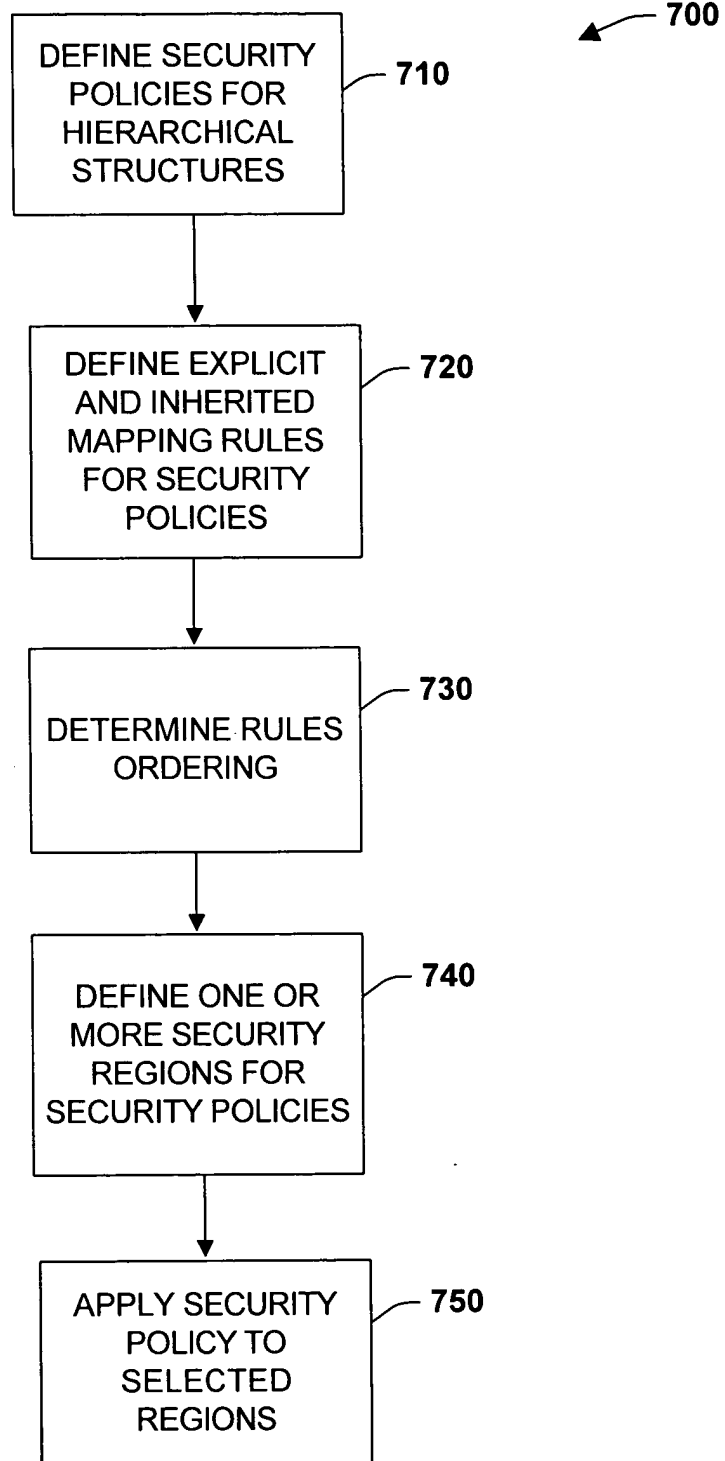 700
DEFINE SECURITY
POLICIES FOR
HIERARCHICAL
STRUCTURES
710
DEFINE EXPLICIT
AND INHERITED
MAPPING RULES
FOR SECURITY
POLICIES
720
DETERMINE RULES
ORDERING
730
DEFINE ONE OR
MORE SECURITY
REGIONS FOR
SECURITY POLICIES
740
APPLY SECURITY
POLICY TO
SELECTED
REGIONS
750